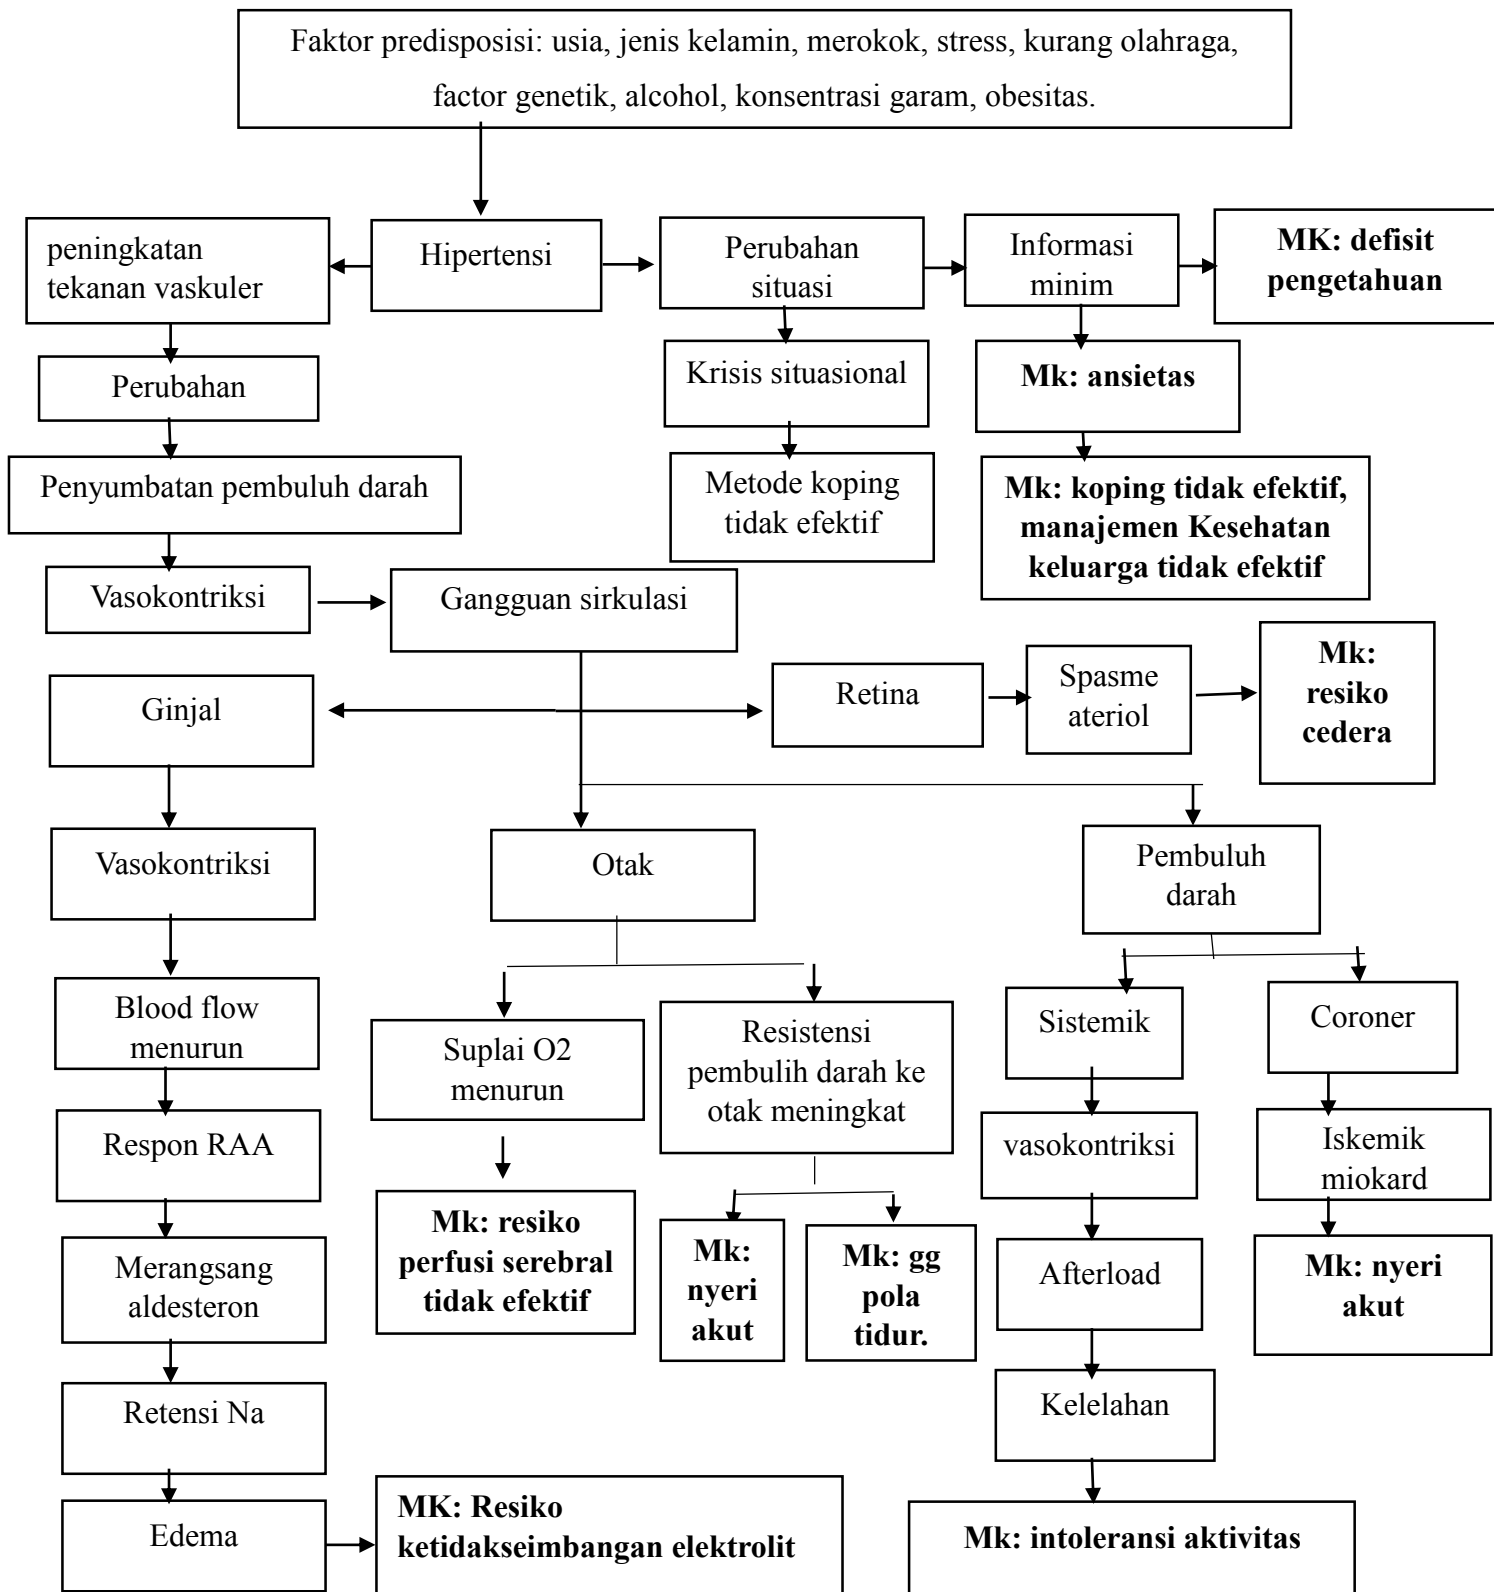 Faktor predisposisi: usia, jenis kelamin, merokok, stress, kurang olahraga,
factor genetik, alcohol, konsentrasi garam, obesitas.
peningkatan
tekanan vaskuler
Hipertensi
Perubahan
situasi
Informasi
minim
MK: defisit
pengetahuan
Perubahan
Krisis situasional
Mk: ansietas
Penyumbatan pembuluh darah
Metode koping
tidak efektif
Mk: koping tidak efektif,
manajemen Kesehatan
keluarga tidak efektif
Vasokontriksi
Gangguan sirkulasi
Ginjal
Retina
Spasme
ateriol
Mk:
resiko
cedera
Vasokontriksi
Otak
Pembuluh
darah
Blood flow
menurun
Suplai O2
menurun
Resistensi
pembulih darah ke
otak meningkat
Sistemik
Coroner
Respon RAA
vasokontriksi
Iskemik
miokard
Merangsang
aldesteron
Mk: resiko
perfusi serebral
tidak efektif
Mk:
nyeri
akut
Mk: gg
pola
tidur.
Afterload
Mk: nyeri
akut
Retensi Na
Kelelahan
Edema
MK: Resiko
ketidakseimbangan elektrolit
Mk: intoleransi aktivitas